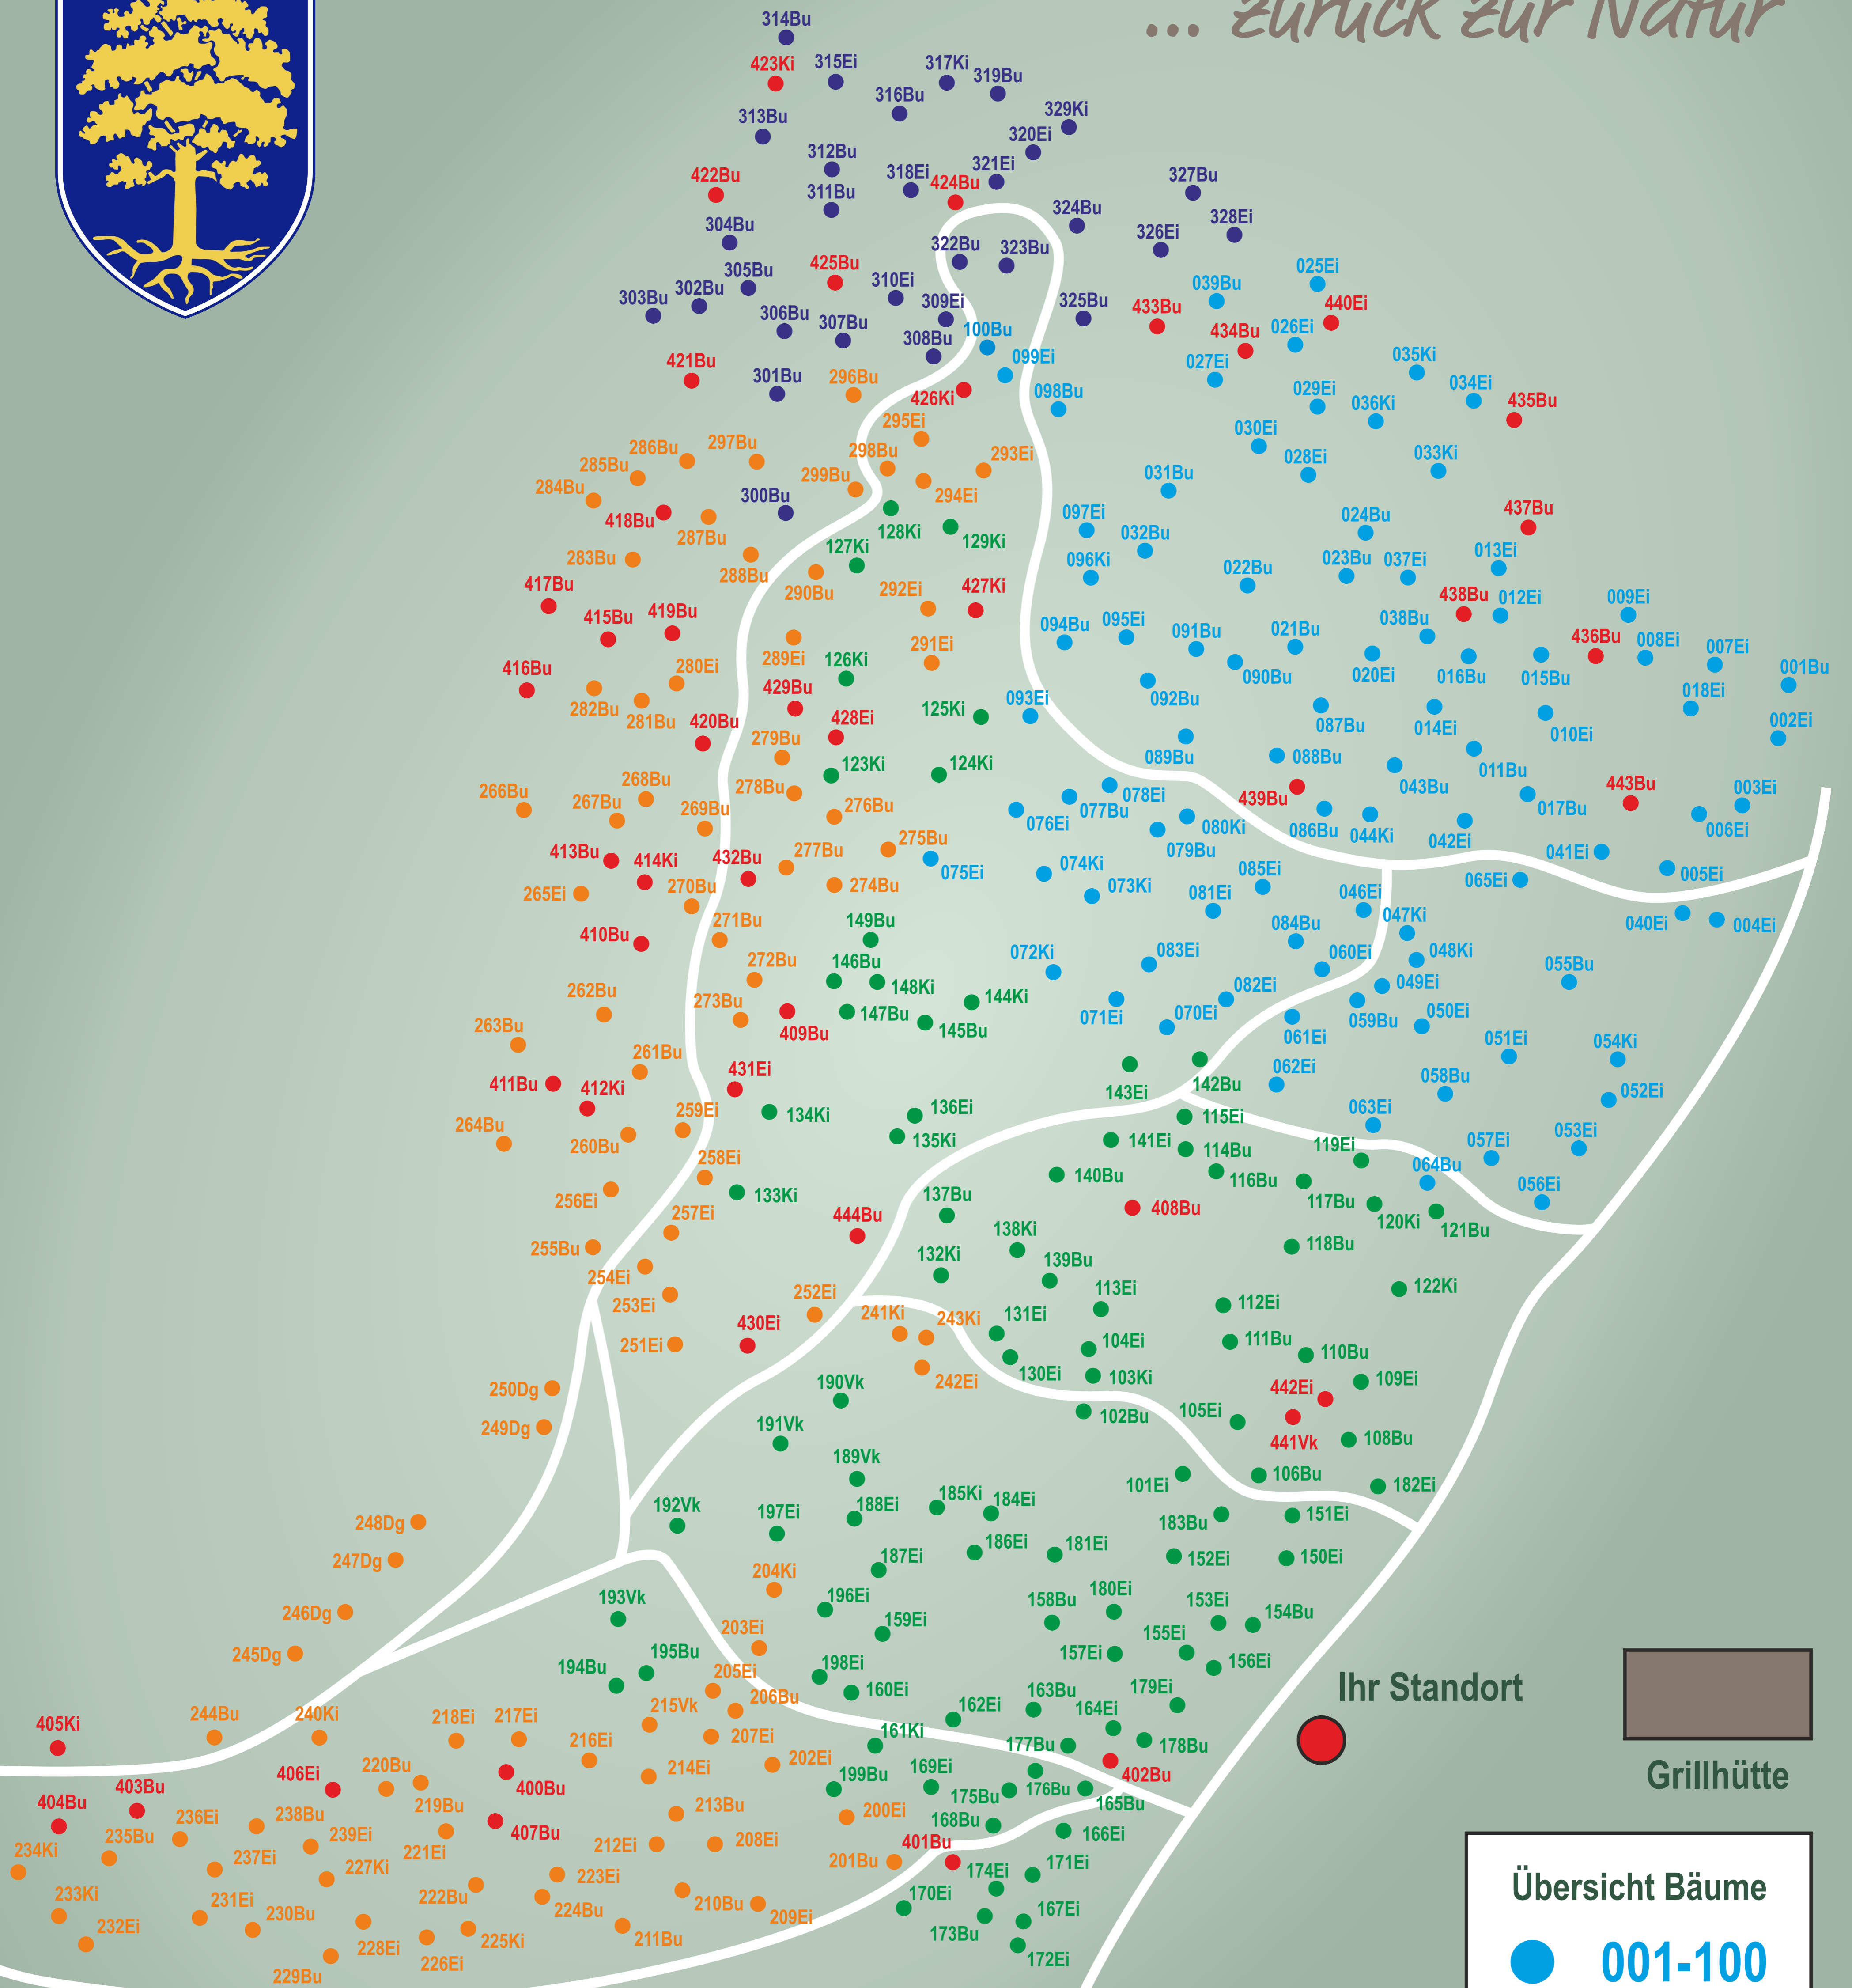 ... zurück zur Natur
314Bu
423Ki
315Ei
317Ki
319Bu
316Bu
313Bu
329Ki
320Ei
312Bu
321Ei
318Ei
424Bu
422Bu
311Bu
327Bu
324Bu
328Ei
304Bu
326Ei
322Bu
323Bu
425Bu
305Bu
310Ei
025Ei
039Bu
302Bu
303Bu
309Ei
325Bu
433Bu
440Ei
306Bu
307Bu
100Bu
434Bu
026Ei
308Bu
099Ei
035Ki
421Bu
027Ei
301Bu
296Bu
034Ei
426Ki
098Bu
029Ei
036Ki
435Bu
295Ei
030Ei
286Bu
297Bu
298Bu
293Ei
033Ki
285Bu
299Bu
028Ei
031Bu
284Bu
300Bu
294Ei
418Bu
437Bu
097Ei
024Bu
287Bu
128Ki
129Ki
032Bu
127Ki
013Ei
283Bu
096Ki
023Bu
037Ei
288Bu
022Bu
417Bu
290Bu
292Ei
427Ki
438Bu
012Ei
009Ei
415Bu
419Bu
094Bu
095Ei
038Bu
091Bu
021Bu
436Bu
008Ei
007Ei
289Ei
291Ei
126Ki
416Bu
280Ei
090Bu
020Ei
016Bu
015Bu
001Bu
429Bu
092Bu
093Ei
018Ei
282Bu
281Bu
420Bu
428Ei
125Ki
087Bu
014Ei
010Ei
002Ei
279Bu
089Bu
088Bu
123Ki
124Ki
011Bu
268Bu
278Bu
266Bu
267Bu
269Bu
276Bu
078Ei
077Bu
076Ei
439Bu
043Bu
443Bu
003Ei
017Bu
080Ki
086Bu
044Ki
042Ei
006Ei
275Bu
079Bu
041Ei
413Bu
414Ki
432Bu
277Bu
075Ei
074Ki
073Ki
085Ei
065Ei
005Ei
265Ei
270Bu
274Bu
081Ei
046Ei
047Ki
271Bu
149Bu
084Bu
040Ei
004Ei
410Bu
072Ki
083Ei
060Ei
048Ki
272Bu
146Bu
148Ki
144Ki
082Ei
049Ei
055Bu
262Bu
273Bu
147Bu
145Bu
071Ei
070Ei
059Bu
050Ei
263Bu
409Bu
061Ei
051Ei
054Ki
261Bu
431Ei
062Ei
411Bu
412Ki
143Ei
142Bu
058Bu
052Ei
259Ei
134Ki
136Ei
115Ei
063Ei
264Bu
260Bu
135Ki
141Ei
114Bu
119Ei
057Ei
053Ei
258Ei
140Bu
116Bu
064Bu
256Ei
133Ki
137Bu
408Bu
117Bu
056Ei
257Ei
444Bu
138Ki
120Ki
121Bu
255Bu
132Ki
139Bu
118Bu
254Ei
253Ei
252Ei
113Ei
122Ki
241Ki
243Ki
131Ei
112Ei
430Ei
251Ei
104Ei
111Bu
110Bu
250Dg
190Vk
242Ei
130Ei
103Ki
442Ei
109Ei
249Dg
191Vk
102Bu
105Ei
441Vk
108Bu
189Vk
101Ei
106Bu
182Ei
192Vk
197Ei
188Ei
185Ki
184Ei
183Bu
151Ei
248Dg
186Ei
181Ei
152Ei
150Ei
247Dg
187Ei
204Ki
193Vk
196Ei
158Bu
180Ei
153Ei
154Bu
246Dg
203Ei
159Ei
157Ei
155Ei
156Ei
245Dg
194Bu
195Bu
205Ei
198Ei
160Ei
179Ei
Ihr Standort
206Bu
162Ei
163Bu
164Ei
405Ki
244Bu
240Ki
218Ei
217Ei
215Vk
216Ei
207Ei
161Ki
177Bu
178Bu
406Ei
220Bu
214Ei
202Ei
199Bu
169Ei
175Bu
176Bu
402Bu
Grillhütte
404Bu
403Bu
400Bu
219Bu
213Bu
200Ei
165Bu
236Ei
238Bu
168Bu
235Bu
239Ei
407Bu
212Ei
208Ei
401Bu
166Ei
234Ki
237Ei
227Ki
221Ei
201Bu
174Ei
171Ei
233Ki
231Ei
222Bu
223Ei
170Ei
Übersicht Bäume
232Ei
230Bu
224Bu
210Bu
209Ei
173Bu
167Ei
228Ei
226Ei
225Ki
211Bu
172Ei
229Bu
001-100